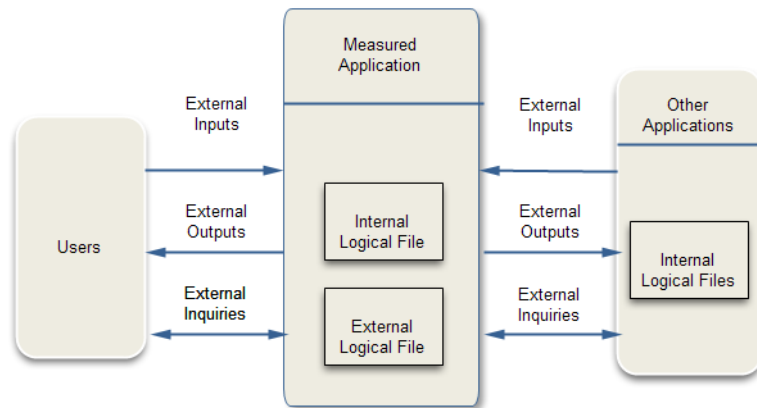 Measured
Application
External
Inputs
External
Inputs
Other
Applications
Users
External
Outputs
Internal
Logical File
External
Outputs
Internal
Logical Files
External
Inquiries
External
Logical File
External
Inquiries